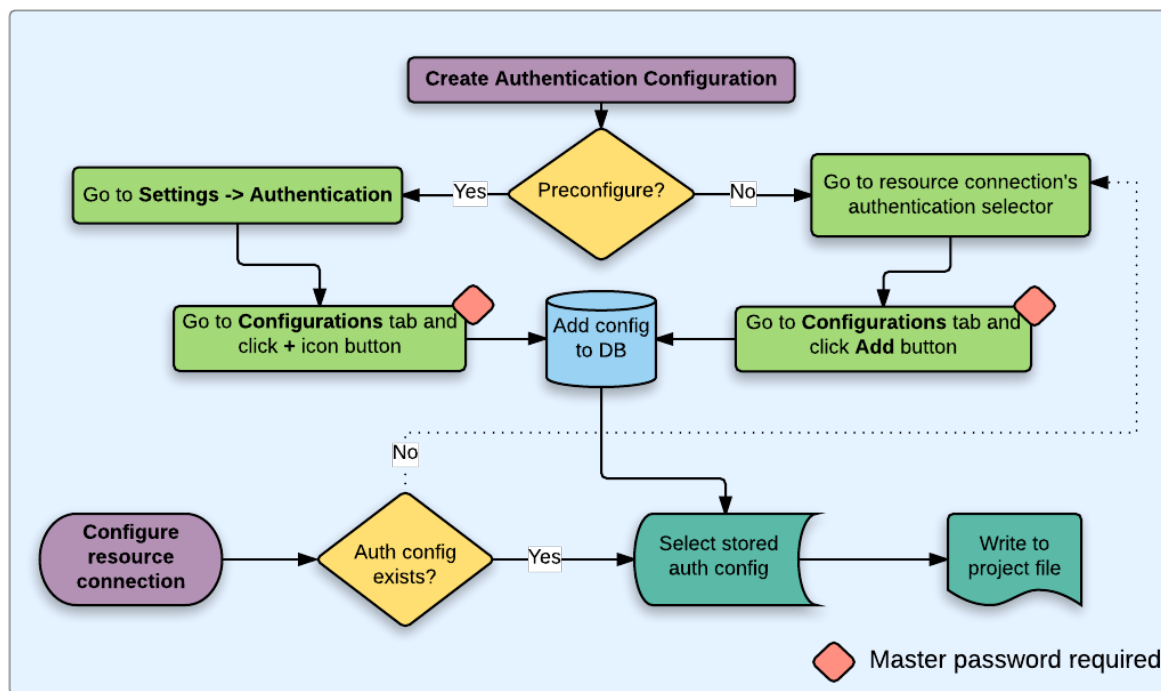 Create Authentication Configuration
Preconfigure?
Yes
No
Go to Settings -> Authentication
Go to resource connection's
authentication selector
Go to Configurations tab and
click + icon button
Add config
to DB
Go to Configurations tab and
click Add button
No
Configure
resource
connection
Auth config
exists?
Yes
Select stored
auth config
Write to
project file
Master password required